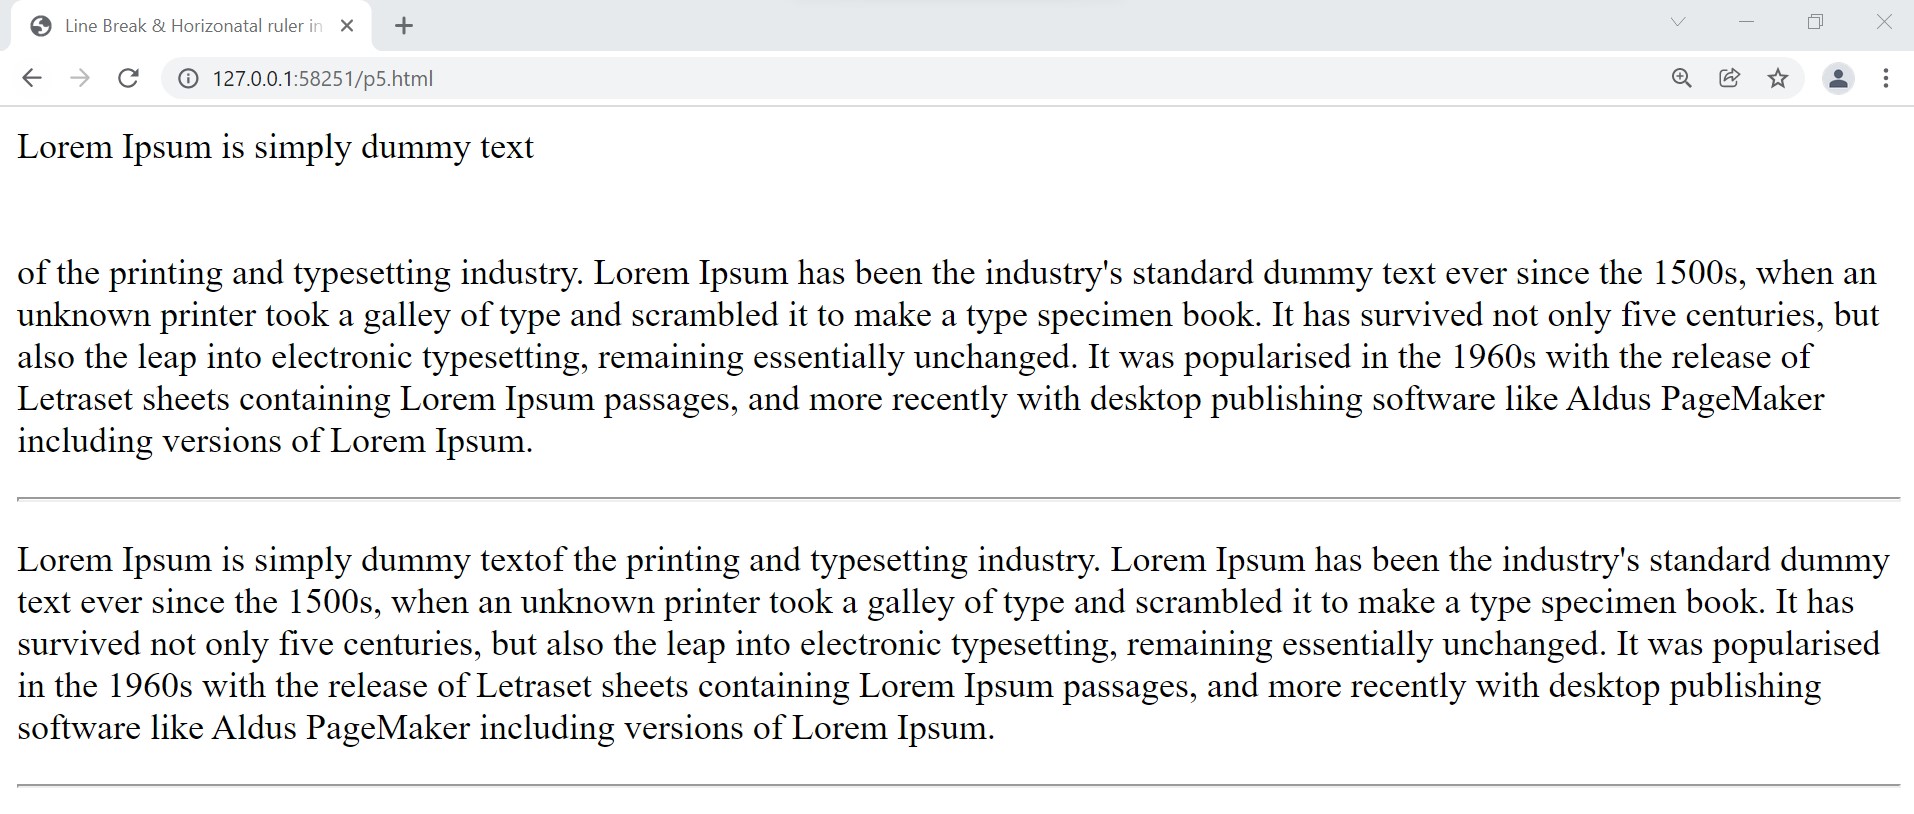 Line Break & Horizonatal ruler in
127.0.0.1:58251/p5.html
Lorem Ipsum is simply dummy text
of the printing and typesetting industry. Lorem Ipsum has been the industry's standard dummy text ever since the 1500s, when an
unknown printer took a galley of type and scrambled it to make a type specimen book. It has survived not only five centuries, but
also the leap into electronic typesetting, remaining essentially unchanged. It was popularised in the 1960s with the release of
Letraset sheets containing Lorem Ipsum passages, and more recently with desktop publishing software like Aldus PageMaker
including versions of Lorem Ipsum.
Lorem Ipsum is simply dummy textof the printing and typesetting industry. Lorem Ipsum has been the industry's standard dummy
text ever since the 1500s, when an unknown printer took a galley of type and scrambled it to make a type specimen book. It has
survived not only five centuries, but also the leap into electronic typesetting, remaining essentially unchanged. It was popularised
in the 1960s with the release of Letraset sheets containing Lorem Ipsum passages, and more recently with desktop publishing
software like Aldus PageMaker including versions of Lorem Ipsum.